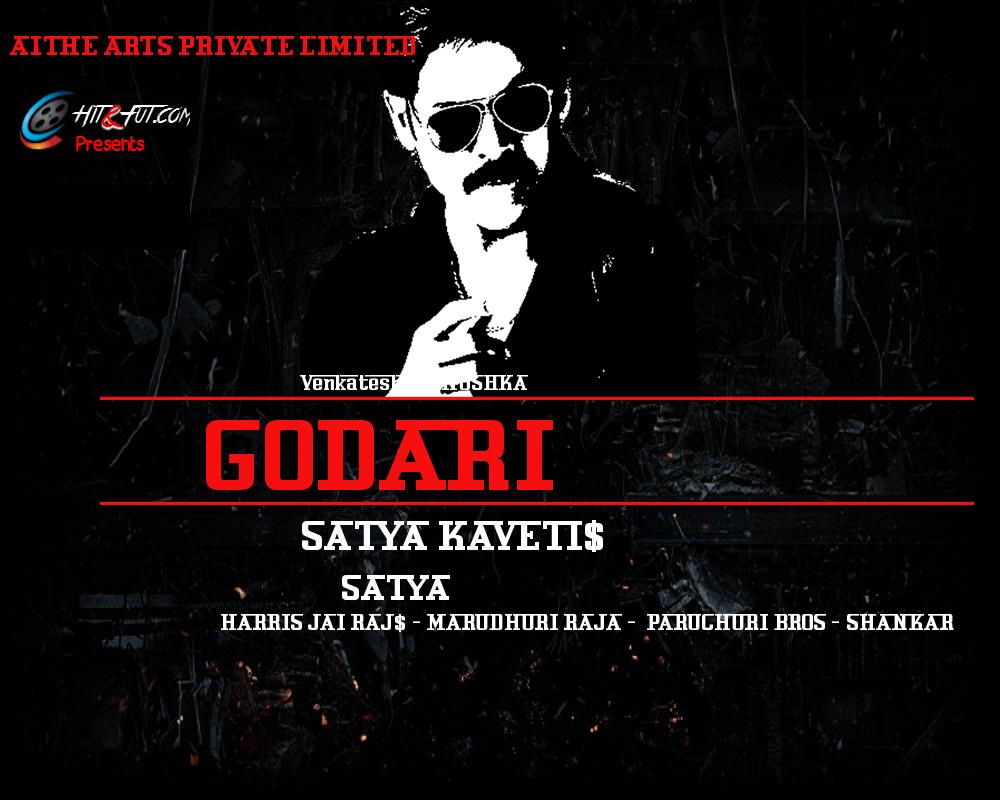 AITHE ARTS PRIVATE LIMITED
HIT&FUT.COM
Presents
GODARI
SATYA KAVETI$
SATYA
HARRIS JAI RAJ$ - MARUDHURI RAJA - PARUCHURI BROS - SHANKAR